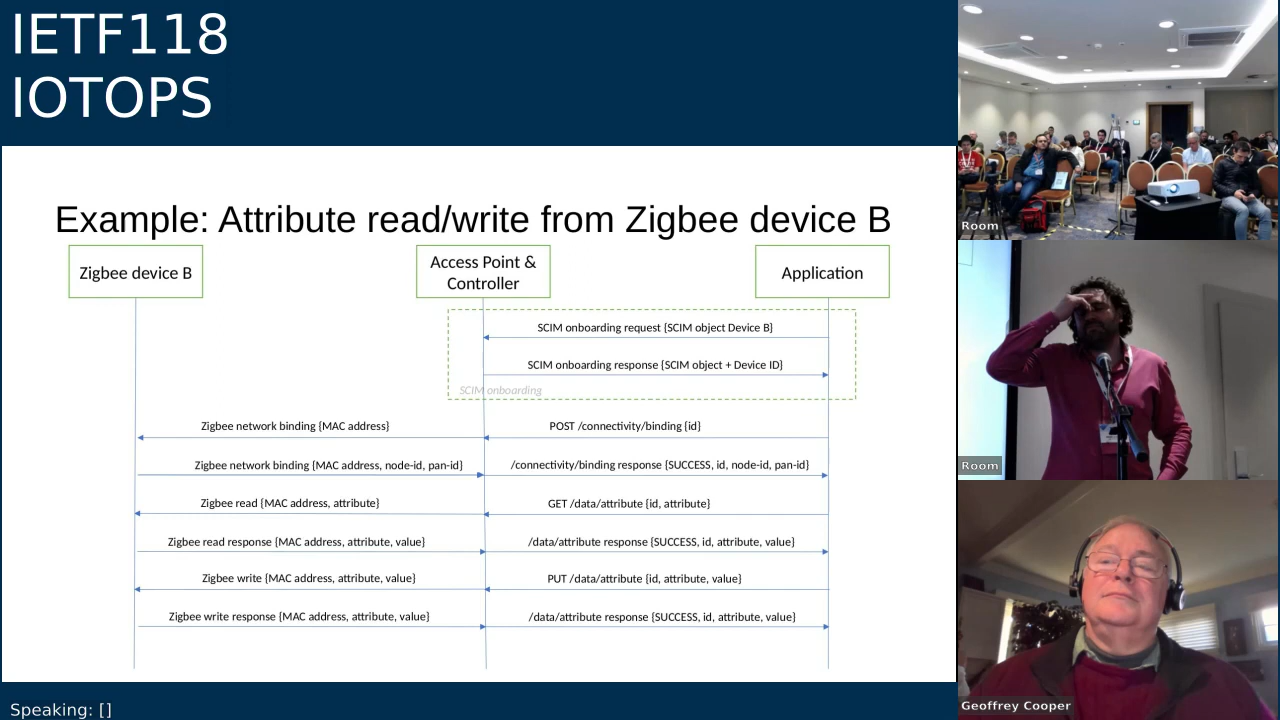 IETF118
IOTOPS
Example: Attribute read/write from Zigbee device B
Zigbee device B
Access Point &
Controller
Application
SCIM onboarding request {SCIM object Device B}
SCIM onboarding response {SCIM object + Device ID}
SCIM onboarding
Zigbee network binding {MAC address}
POST /connectivity/binding {id}
Zigbee network binding {MAC address, node-id, pan-id}
/connectivity/binding response {SUCCESS, id, node-id, pan-id}
Zigbee read {MAC address, attribute}
GET /data/attribute {id, attribute}
Zigbee read response {MAC address, attribute, value}
/data/attribute response {SUCCESS, id, attribute, value}
Zigbee write {MAC address, attribute, value}
PUT /data/attribute {id, attribute, value}
Zigbee write response {MAC address, attribute, value}
/data/attribute response {SUCCESS, id, attribute, value}
Speaking: []
Room
Room
Geoffrey Cooper